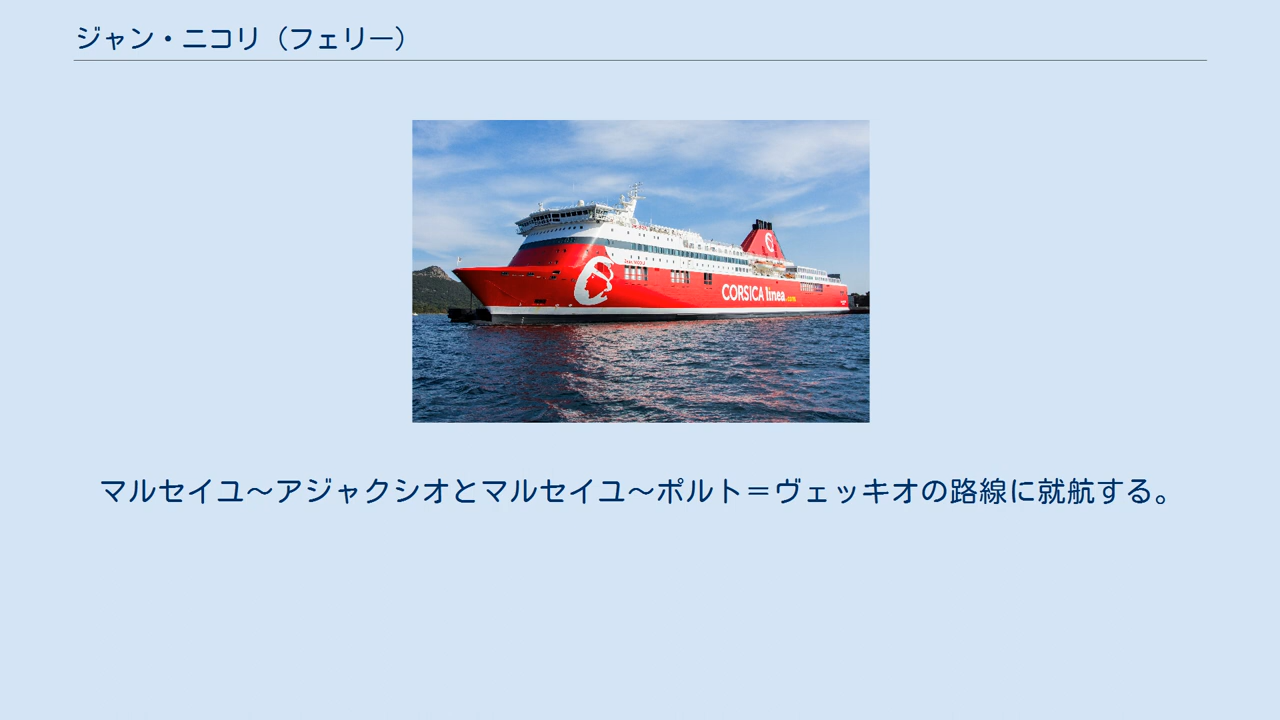 ジャン・ニコリ（フェリー）
CORSICA linea
マルセイユ〜アジャクシオとマルセイユ〜ポルト＝ヴェッキオの路線に就航する。